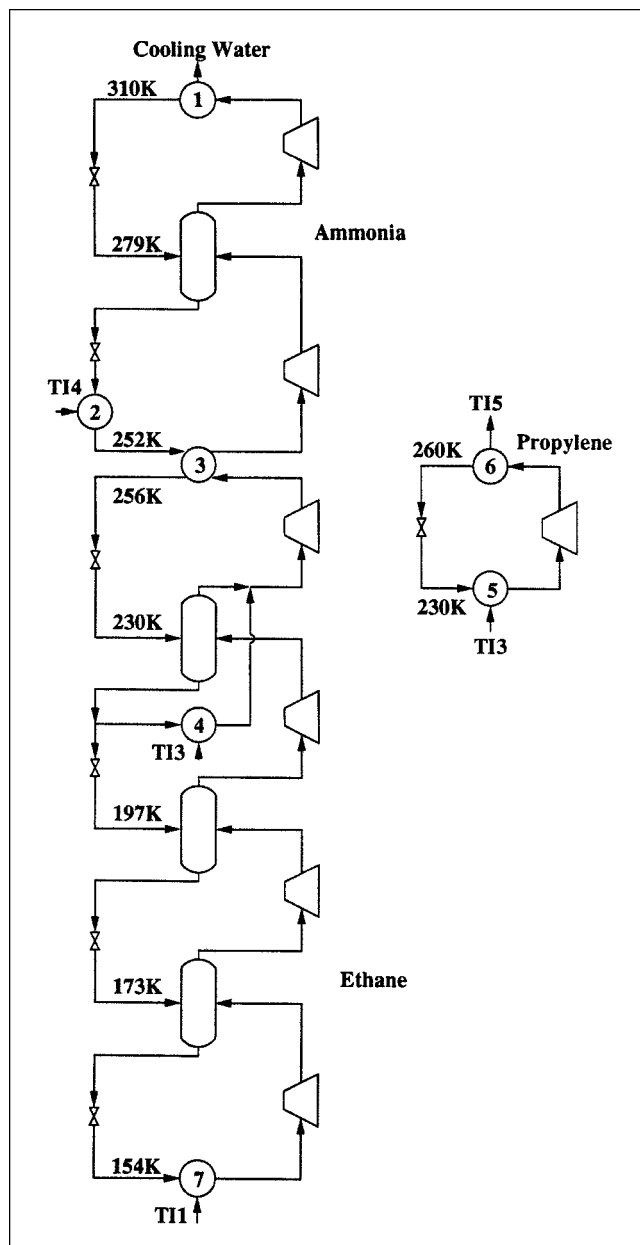 Cooling Water
310K
1
279K
Ammonia
TI4
2
252K
3
256K
TI5
260K
6
Propylene
230K
5
TI3
230K
4
TI3
197K
173K
Ethane
154K
7
TI1